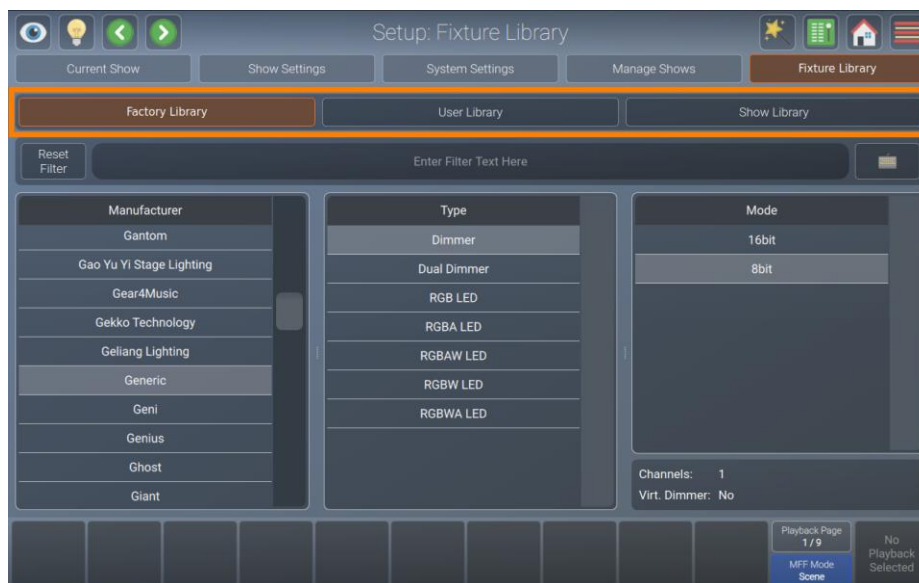 Setup: Fixture Library
Current Show
Show Settings
System Settings
Manage Shows
Fixture Library
Factory Library
User Library
Show Library
Reset
Filter
Enter Filter Text Here
Manufacturer
Gantom
Gao Yu Yi Stage Lighting
Gear4Music
Gekko Technology
Geliang Lighting
Generic
Geni
Genius
Ghost
Giant
Type
Dimmer
Dual Dimmer
RGB LED
RGBA LED
RGBAW LED
RGBW LED
RGBWA LED
Mode
16bit
8bit
Channels: 1
Virt. Dimmer: No
Playback Page
1 / 9
MFF Mode
Scene
No
Playback
Selected